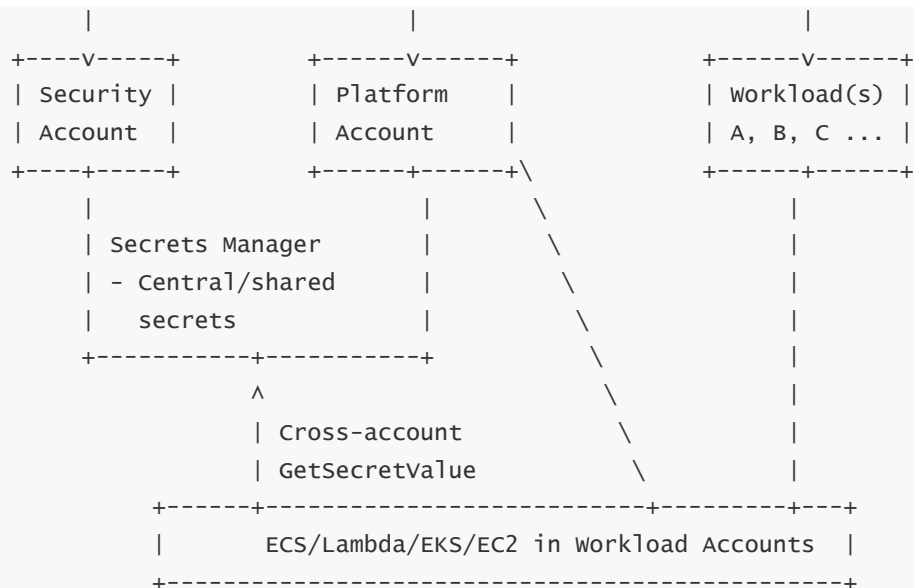 | | |
+----v-----+ +------v------+ +------v------+
| Security | | Platform | | Workload(s) |
| Account | | Account | | A, B, C ... |
+----+-----+ +------+------+\ +------+------+
| | \ |
| Secrets Manager | \ |
| - Central/shared | \ |
| secrets | \ |
+-----------+-----------+ \ |
^ \ |
| Cross-account \ |
| GetSecretValue \ |
+------+---------------------------+---------+---+
| ECS/Lambda/EKS/EC2 in Workload Accounts |
+------------------------------------------------+